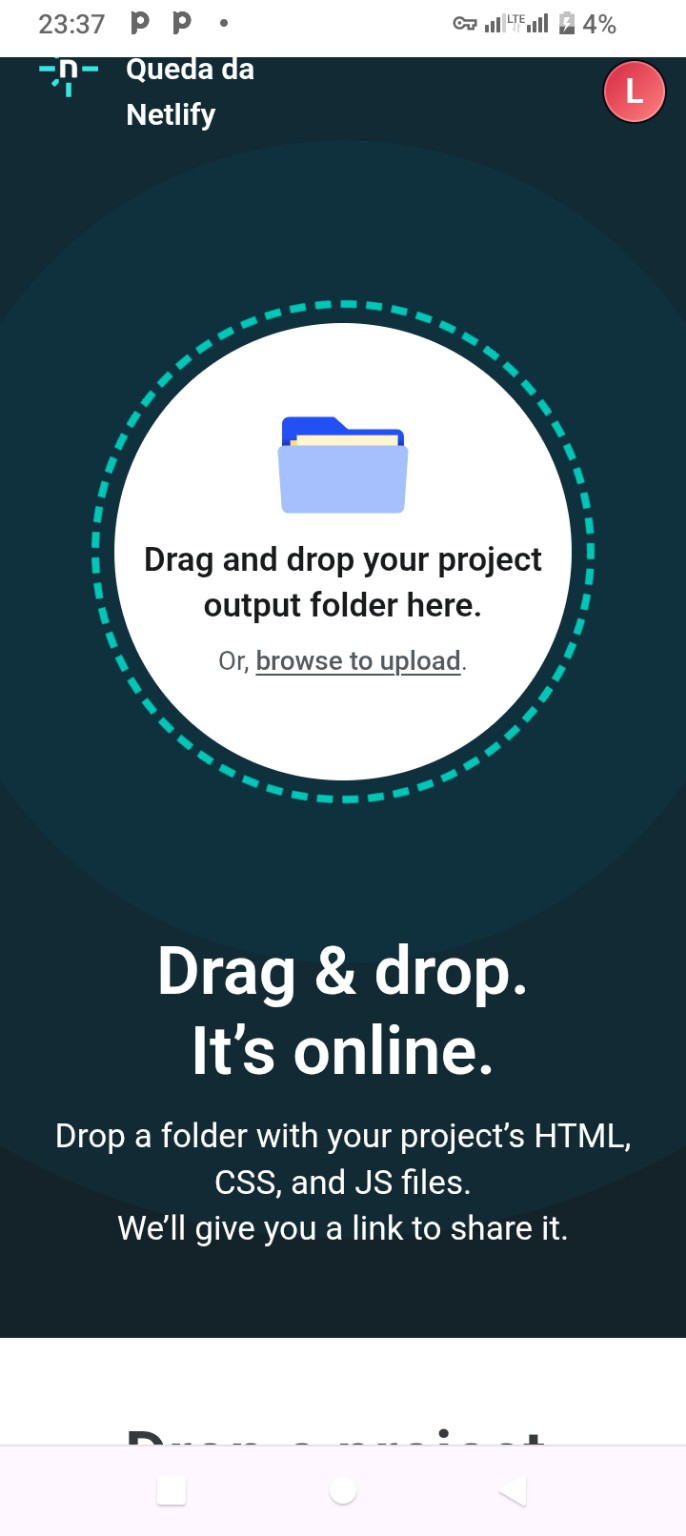 23:37 LTE 4%
n Queda da
Netlify
L
Drag and drop your project
output folder here.
Or, browse to upload.
Drag & drop.
It’s online.
Drop a folder with your project’s HTML,
CSS, and JS files.
We’ll give you a link to share it.
Drop a project